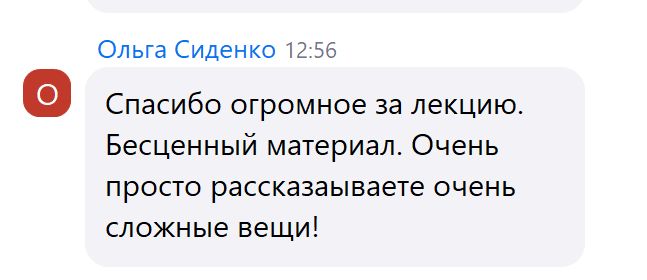 Ольга Сиденко 12:56
О
Спасибо огромное за лекцию.
Бесценный материал. Очень
просто рассказаываете очень
сложные вещи!